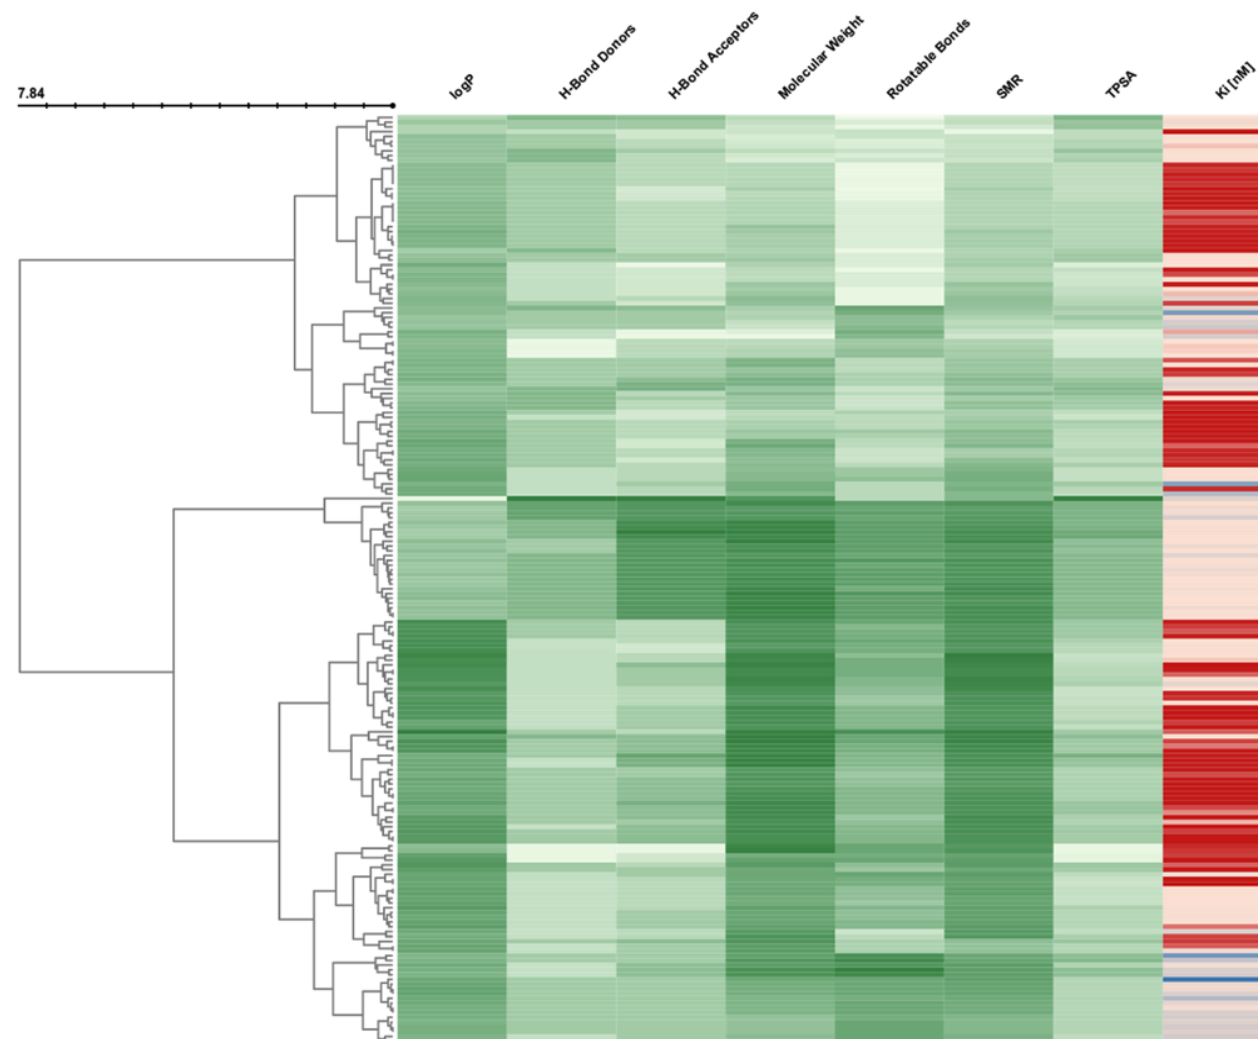 7.84
logP
H-Bond Donors
H-Bond Acceptors
Molecular Weight
Rotatable Bonds
SMR
TPSA
Ki [nM]